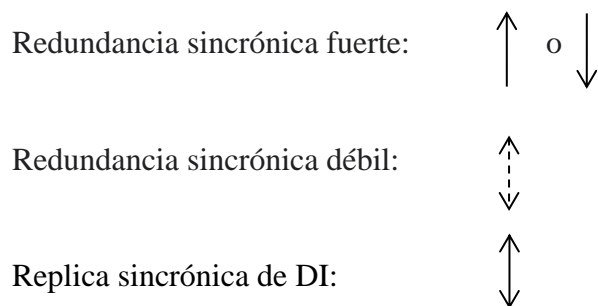 Redundancia sincrónica fuerte: o
Redundancia sincrónica débil:
Replica sincrónica de DI: